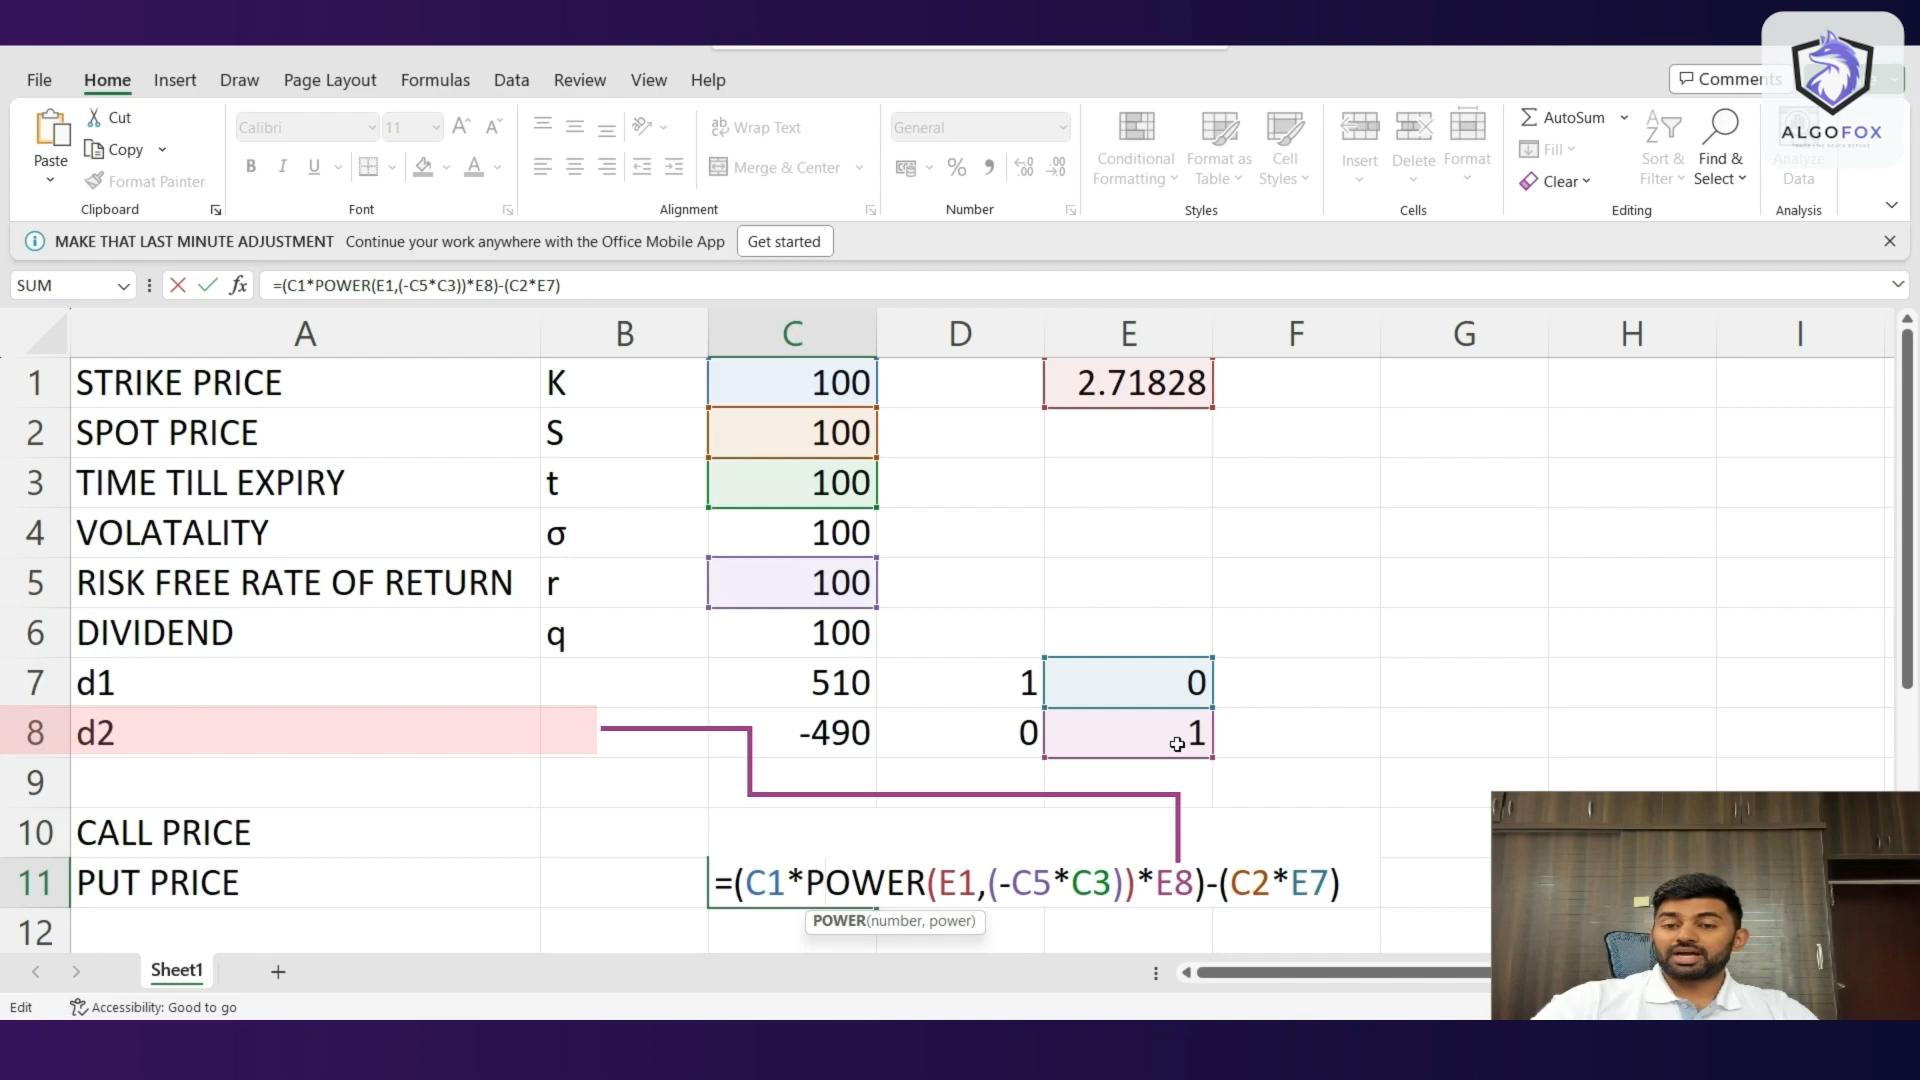 File Home Insert Draw Page Layout Formulas Data Review View Help Comments
Paste
Cut
Copy
Format Painter
Clipboard
Calibri 11
B I U
Font
Wrap Text
Merge & Center
Alignment
General
Number
Conditional Formatting
Format as Table
Cell Styles
Styles
Insert Delete Format
Cells
AutoSum
Fill
Clear
Sort & Filter
Find & Select
Editing
Analyze Data
Analysis
ALGOFOX
MAKE THAT LAST MINUTE ADJUSTMENT Continue your work anywhere with the Office Mobile App Get started
SUM fx =(C1*POWER(E1,(-C5*C3))*E8)-(C2*E7)
A B C D E F G H I
1 STRIKE PRICE K 100 2.71828
2 SPOT PRICE S 100
3 TIME TILL EXPIRY t 100
4 VOLATALITY σ 100
5 RISK FREE RATE OF RETURN r 100
6 DIVIDEND q 100
7 d1 510 1 0
8 d2 -490 0 1
9
10 CALL PRICE
11 PUT PRICE =(C1*POWER(E1,(-C5*C3))*E8)-(C2*E7)
POWER(number, power)
12
Sheet1
Edit Accessibility: Good to go